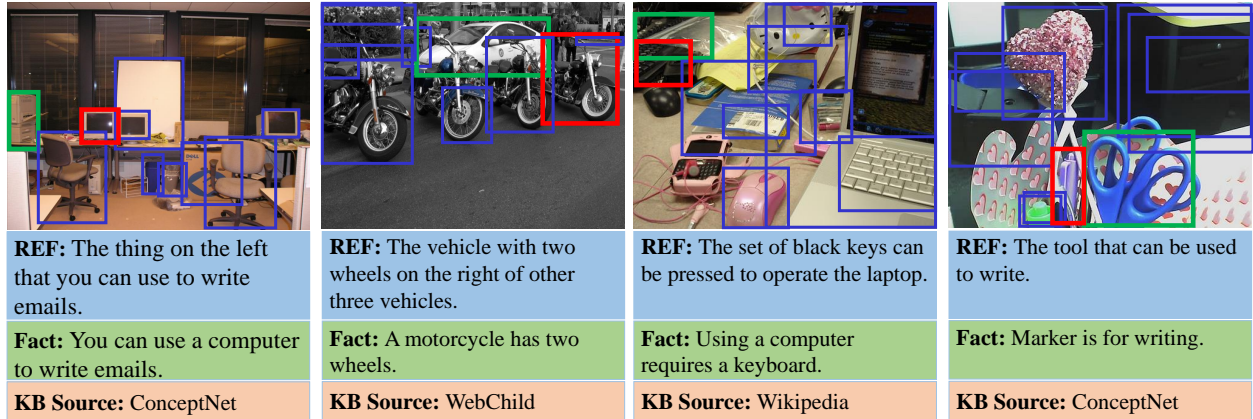 DELL
REF: The thing on the left
that you can use to write
emails.
Fact: You can use a computer
to write emails.
KB Source: ConceptNet
REF: The vehicle with two
wheels on the right of other
three vehicles.
Fact: A motorcycle has two
wheels.
KB Source: WebChild
REF: The set of black keys can
be pressed to operate the laptop.
Fact: Using a computer
requires a keyboard.
KB Source: Wikipedia
REF: The tool that can be used
to write.
Fact: Marker is for writing.
KB Source: ConceptNet